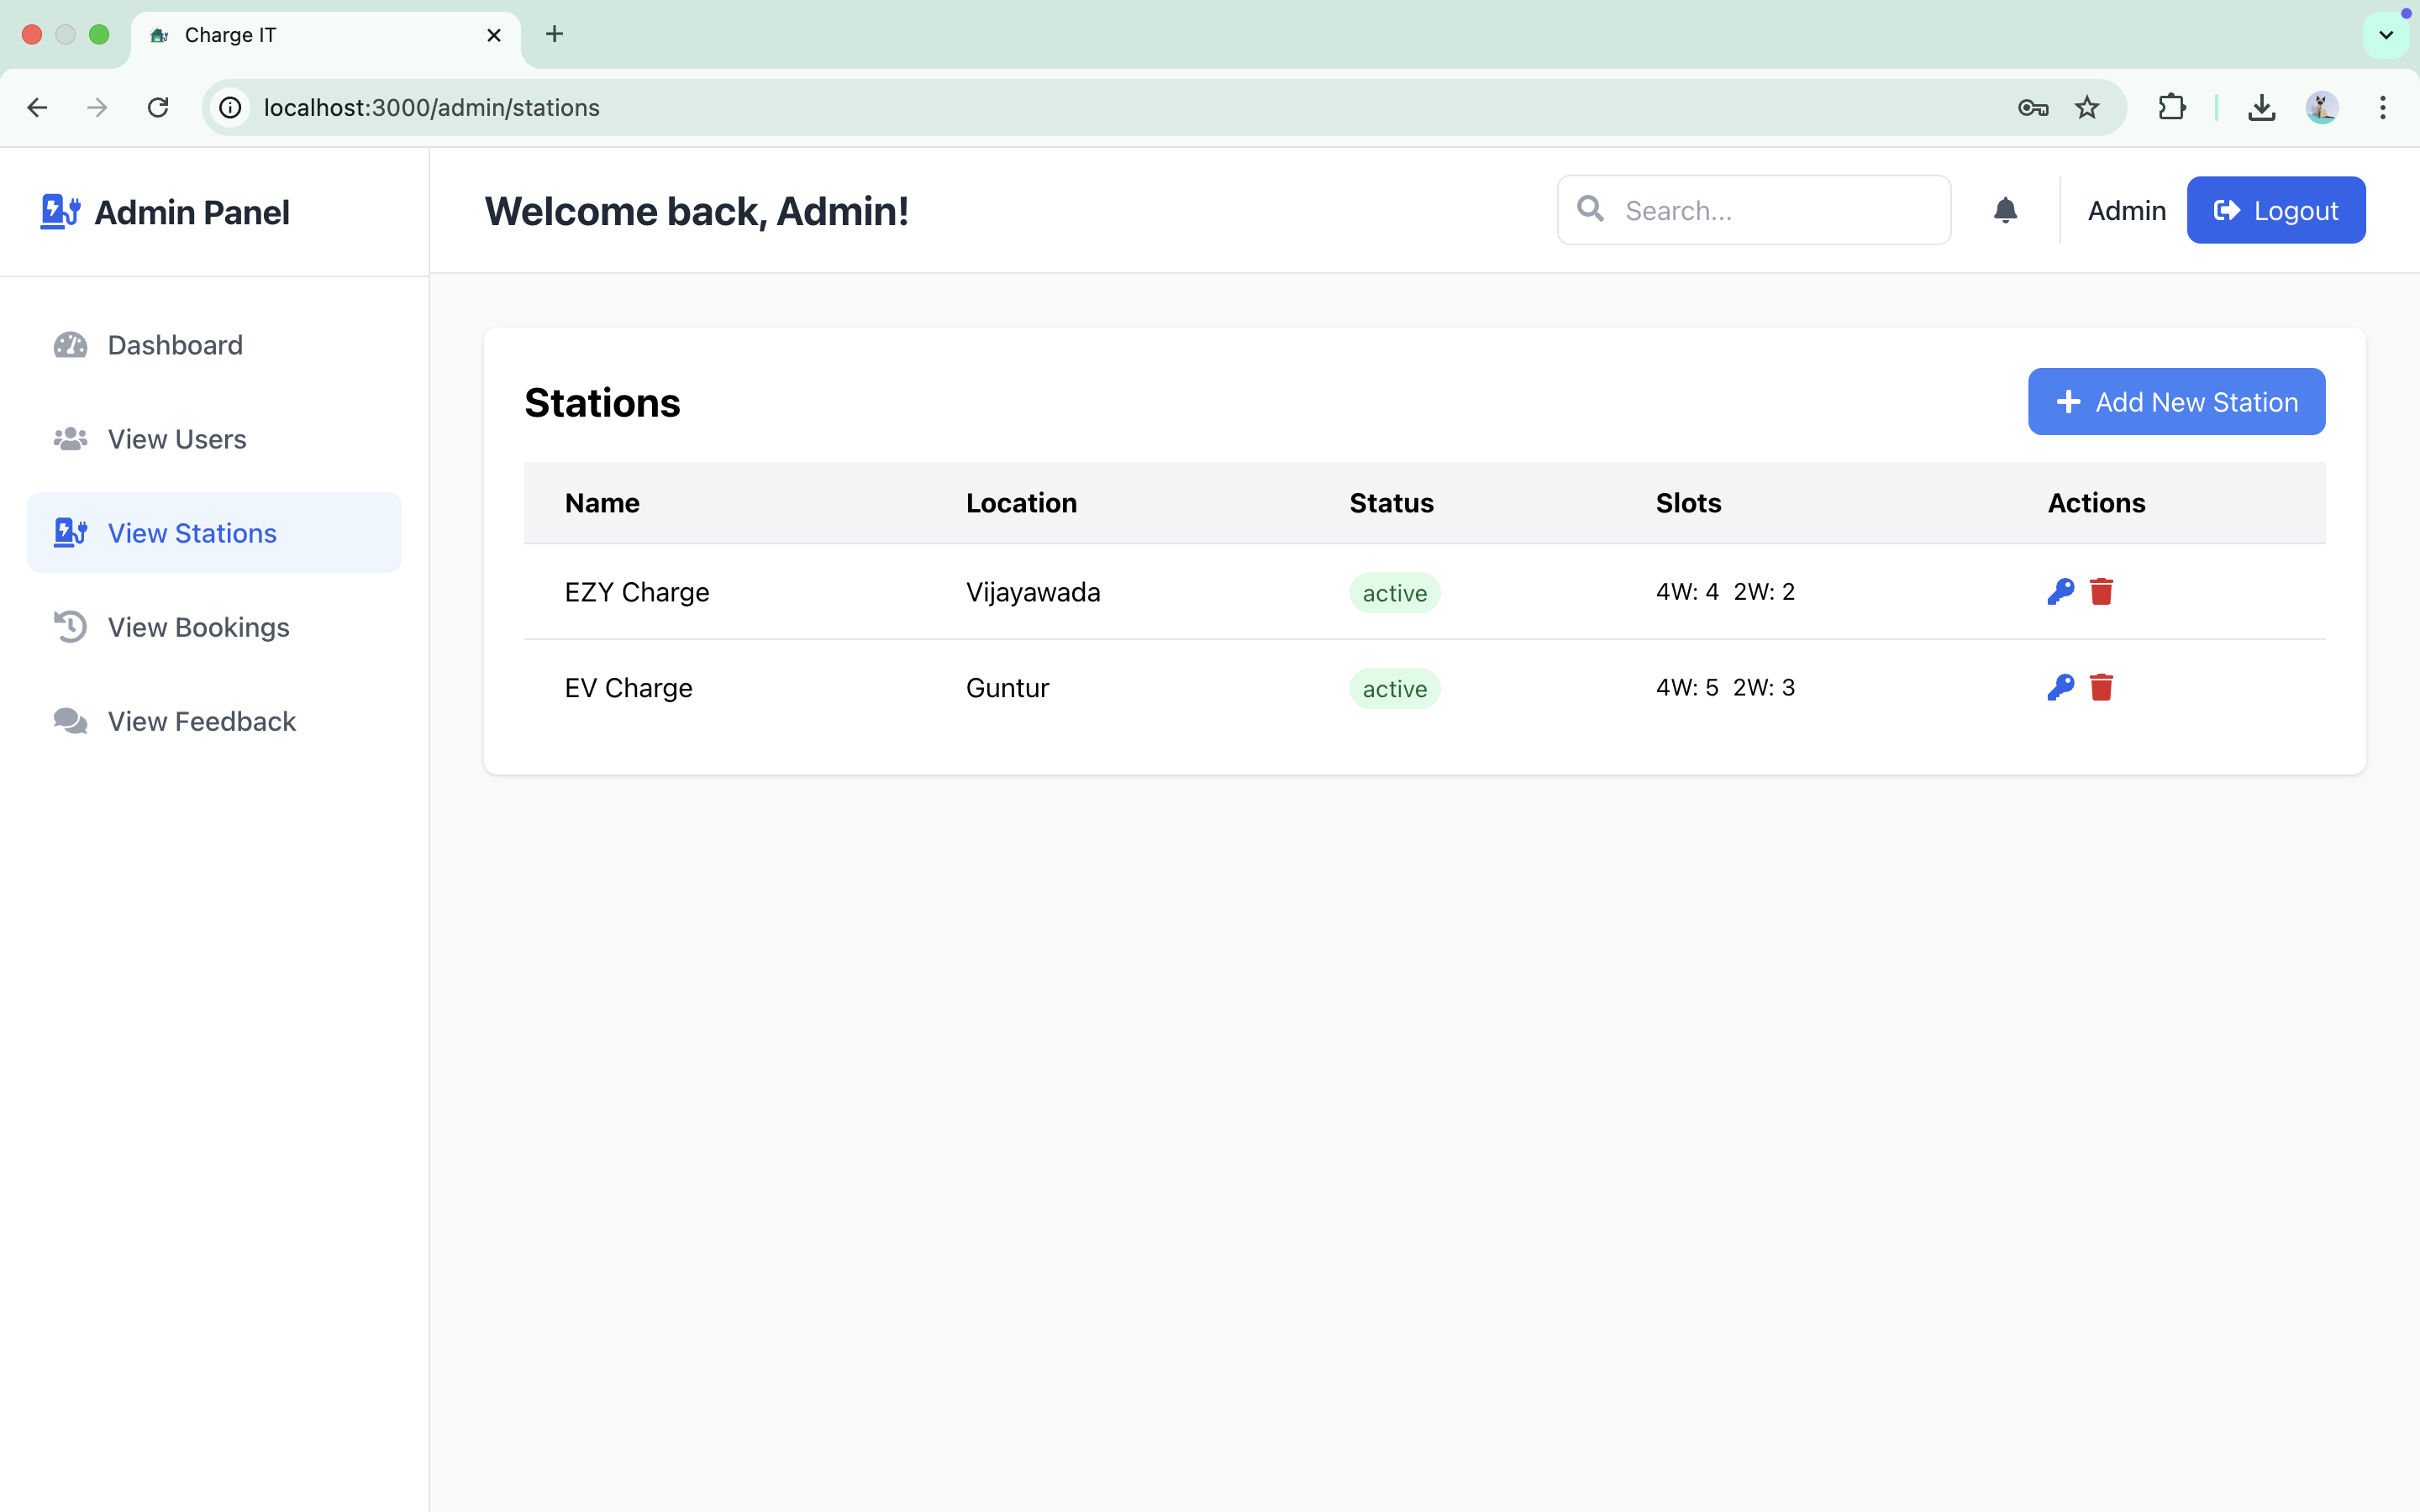 Charge IT
localhost:3000/admin/stations
Admin Panel
Welcome back, Admin!
Search...
Admin
Logout
Dashboard
View Users
View Stations
View Bookings
View Feedback
Stations
Add New Station
Name Location Status Slots Actions
EZY Charge Vijayawada active 4W: 4 2W: 2
EV Charge Guntur active 4W: 5 2W: 3